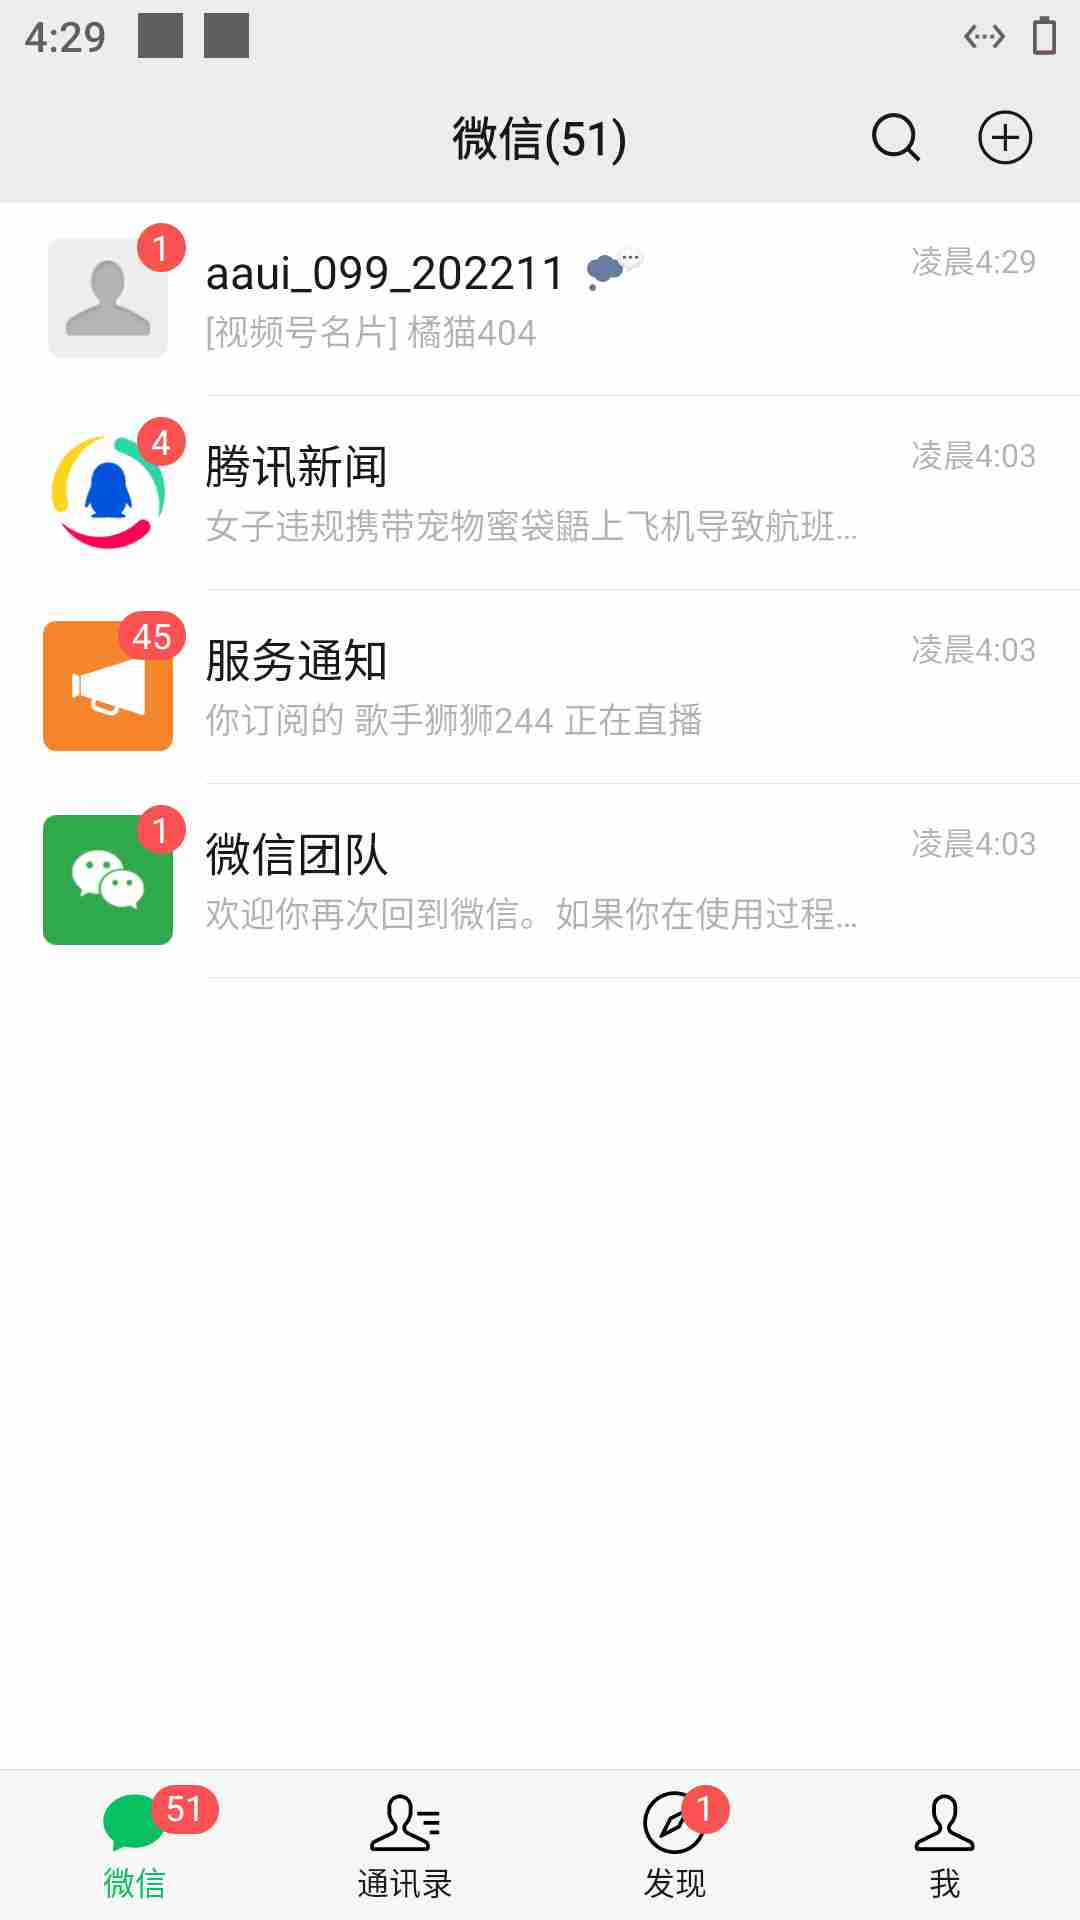 4:29
微信(51)
1
aaui_099_202211
凌晨4:29
[视频号名片] 橘猫404
4
腾讯新闻
凌晨4:03
女子违规携带宠物蜜袋鼯上飞机导致航班...
45
服务通知
凌晨4:03
你订阅的 歌手狮狮244 正在直播
1
微信团队
凌晨4:03
欢迎你再次回到微信。如果你在使用过程...
51
1
微信
通讯录
发现
我